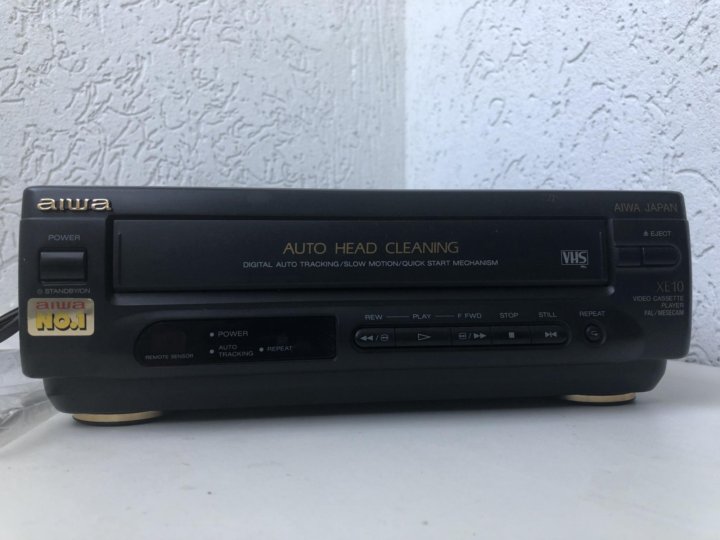 aiwa
AIWA JAPAN
POWER
STANDBY/ON
aiwa
NO.1
AUTO HEAD CLEANING
DIGITAL AUTO TRACKING/SLOW MOTION/QUICK START MECHANISM
VHS
EJECT
XE10
VIDEO CASSETTE
PLAYER
PAL/MESECAM
REMOTE SENSOR
POWER
AUTO
TRACKING
REPEAT
REW PLAY F FWD STOP STILL REPEAT